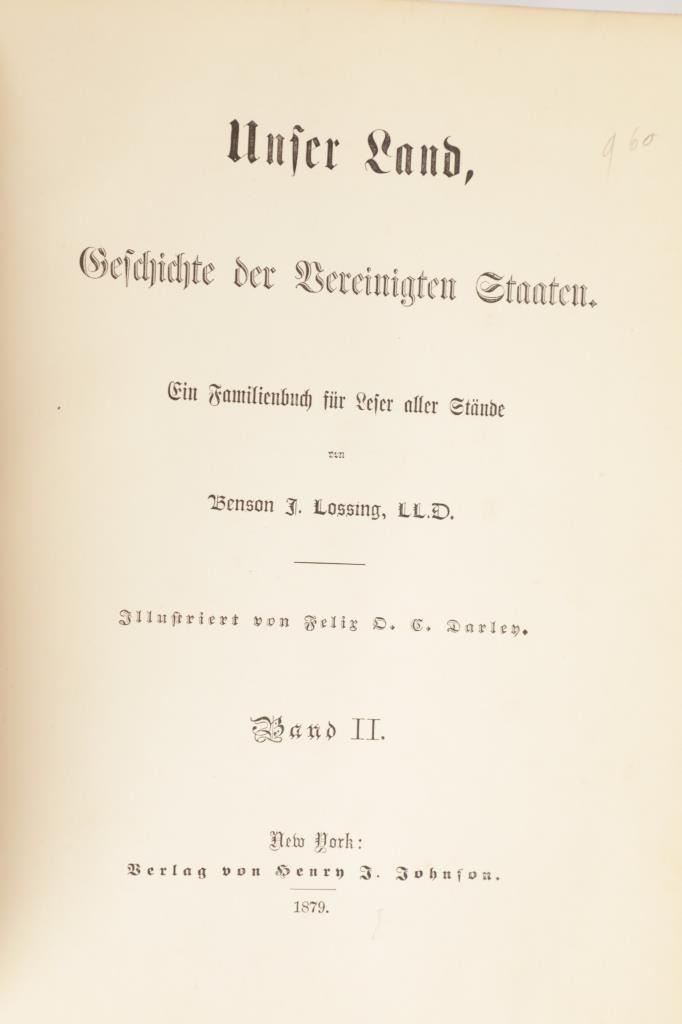 Unser Land,
960
Geschichte der Vereinigten Staaten.
Ein Familienbuch für Leser aller Stände
von
Benson J. Lossing, LL.D.
Illustriert von Felix O. C. Darley.
Band II.
New York:
Verlag von Henry J. Johnson.
1879.